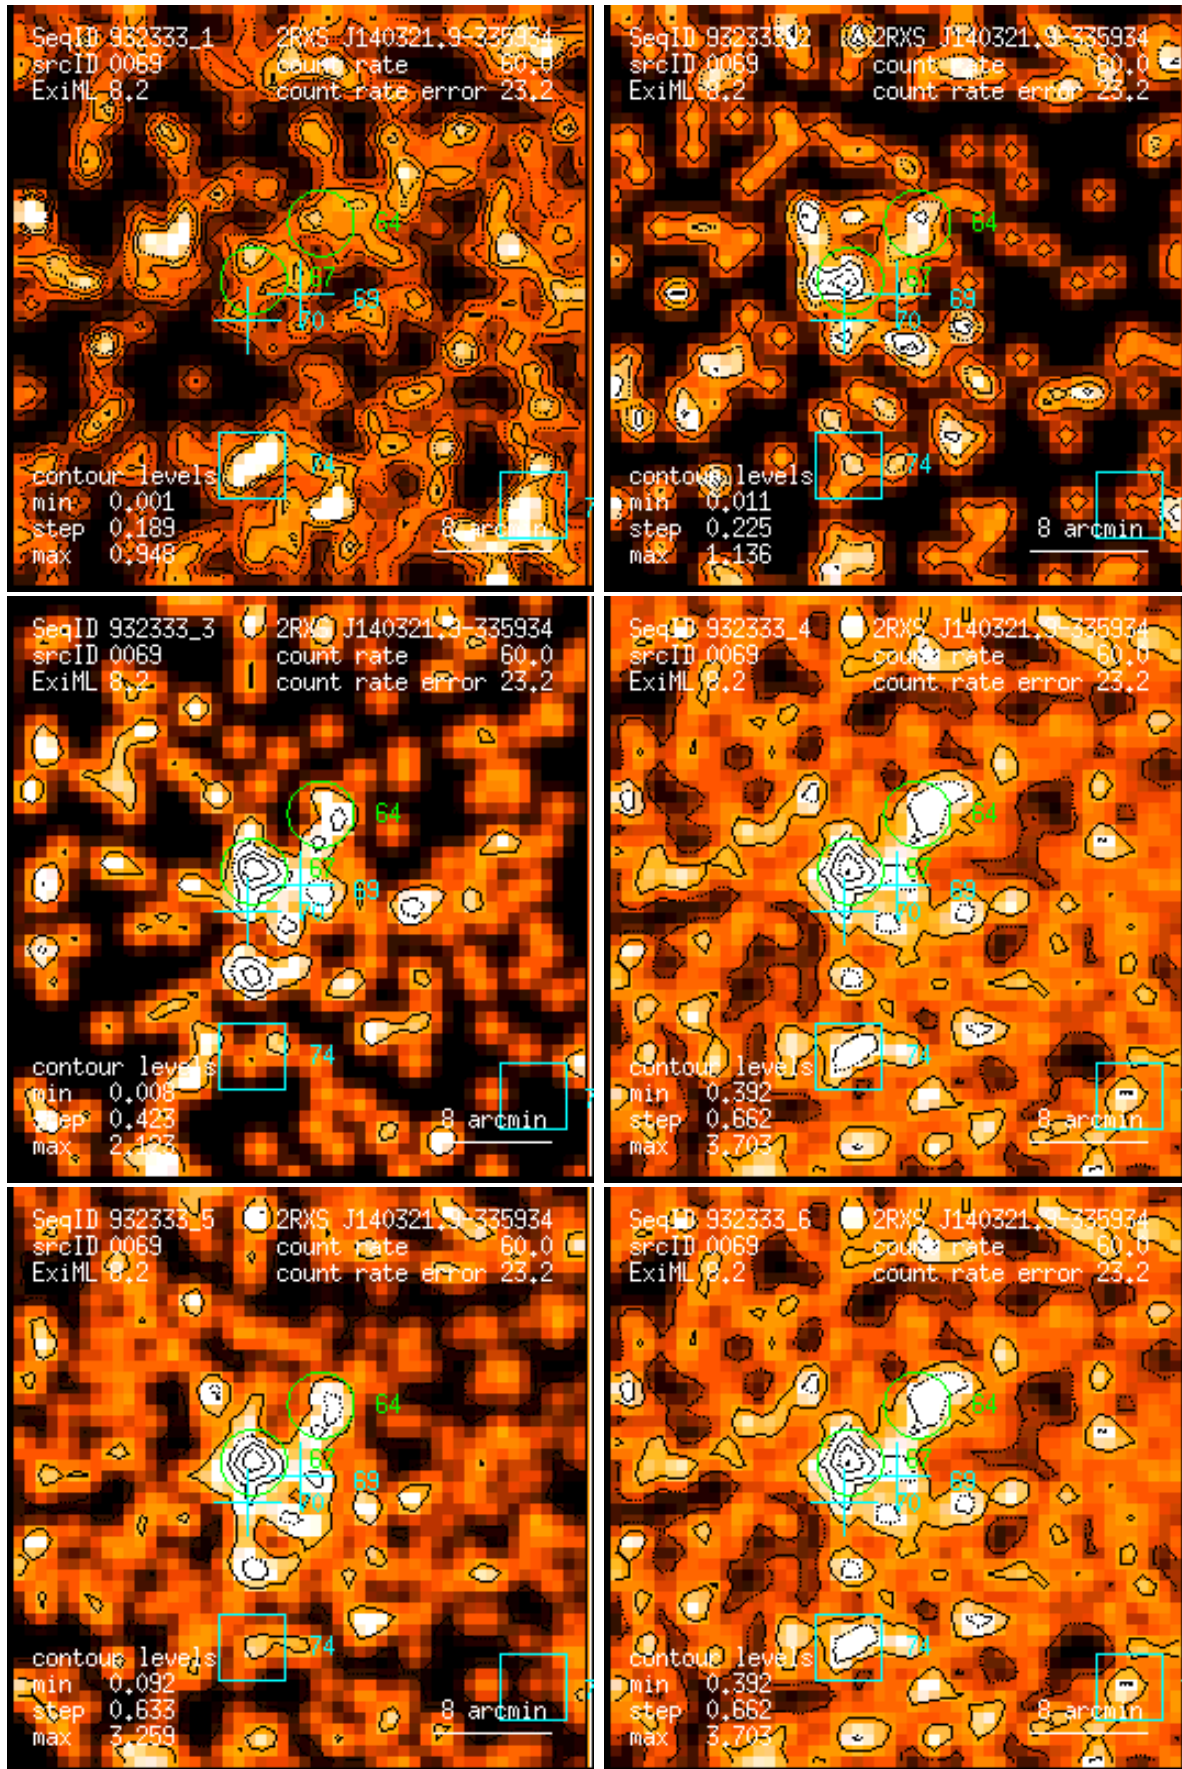 SeqID 932333_1 2RXS J140321.9-335934
srcID 0069 count rate 60.0
ExiML 8.2 count rate error 23.2
64
67
69
70
74
contour levels
min 0.001
step 0.189 8 arcmin
max 0.948
SeqID 932333_2 2RXS J140321.9-335934
srcID 0069 count rate 60.0
ExiML 8.2 count rate error 23.2
64
67
69
70
74
contour levels
min 0.011
step 0.225 8 arcmin
max 1.136
SeqID 932333_3 2RXS J140321.9-335934
srcID 0069 count rate 60.0
ExiML 8.2 count rate error 23.2
64
67
69
70
74
contour levels
min 0.008
step 0.423 8 arcmin
max 2.123
SeqID 932333_4 2RXS J140321.9-335934
srcID 0069 count rate 60.0
ExiML 8.2 count rate error 23.2
64
67
69
70
74
contour levels
min 0.392
step 0.662 8 arcmin
max 3.703
SeqID 932333_5 2RXS J140321.9-335934
srcID 0069 count rate 60.0
ExiML 8.2 count rate error 23.2
64
67
69
70
74
contour levels
min 0.092
step 0.633 8 arcmin
max 3.259
SeqID 932333_6 2RXS J140321.9-335934
srcID 0069 count rate 60.0
ExiML 8.2 count rate error 23.2
64
67
69
70
74
contour levels
min 0.392
step 0.662 8 arcmin
max 3.703